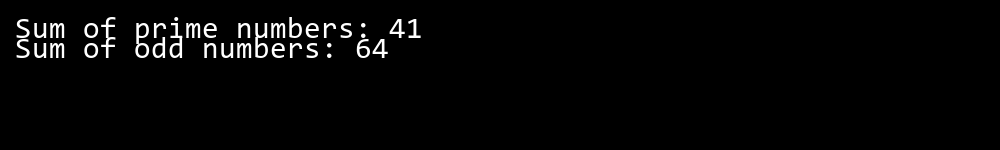 Sum of prime numbers: 41
Sum of odd numbers: 64